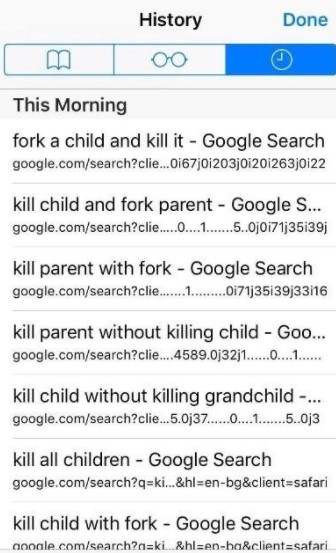 History
Done
This Morning
fork a child and kill it - Google Search
google.com/search?clie...0i67j0i203j0i20i263j0i22
kill child and fork parent - Google S...
google.com/search?clie.....0....1.......5..0j0i71j35i39j
kill parent with fork - Google Search
google.com/search?clie......1.........0i71j35i39j33i16
kill parent without killing child - Goo...
google.com/search?clie....4589.0j32j1......0....1......
kill child without killing grandchild -...
google.com/search?clie...5.0j37......0....1.......5..0j3
kill all children - Google Search
google.com/search?q=ki...&hl=en-bg&client=safari
kill child with fork - Google Search
google.com/search?q=ki...&hl=en-bg&client=safari